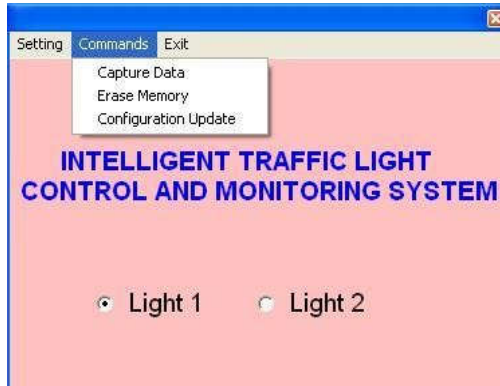 Setting Commands Exit
Capture Data
Erase Memory
Configuration Update
INTELLIGENT TRAFFIC LIGHT
CONTROL AND MONITORING SYSTEM
Light 1 Light 2